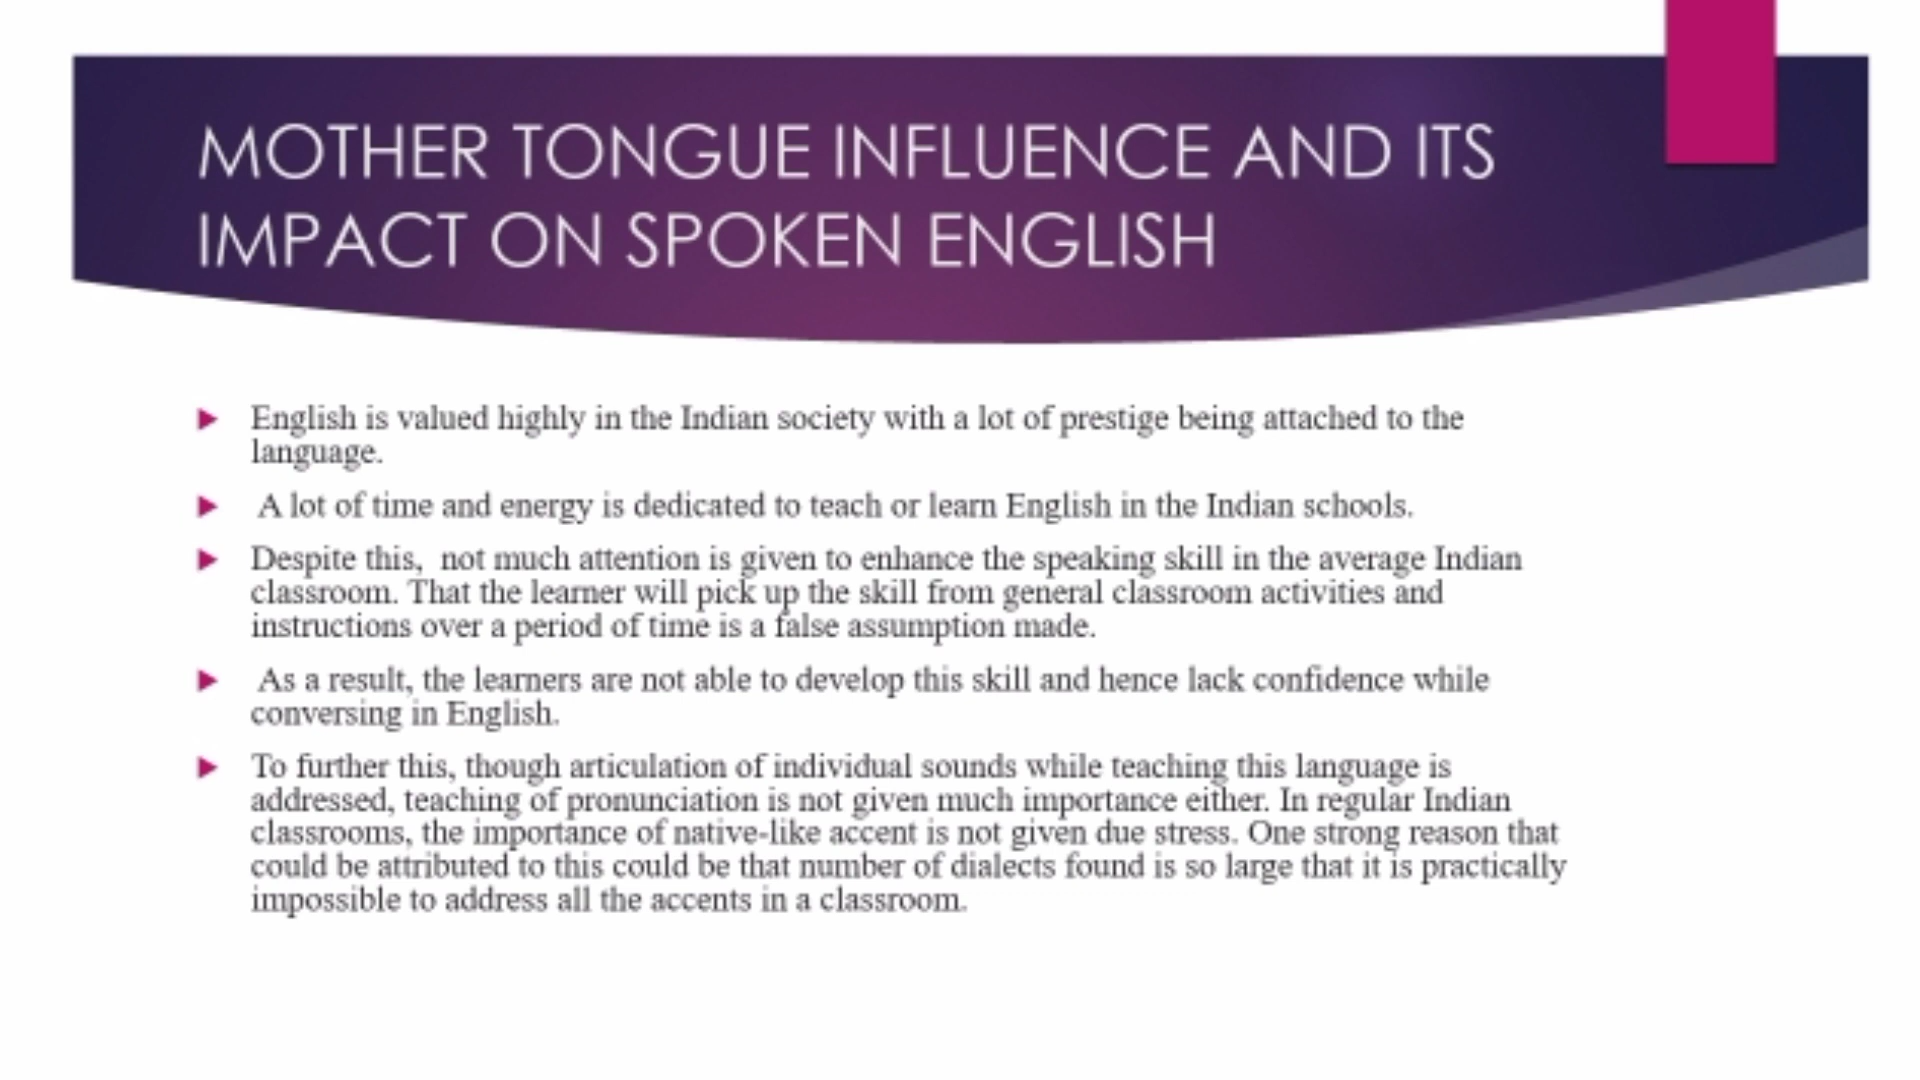 MOTHER TONGUE INFLUENCE AND ITS
IMPACT ON SPOKEN ENGLISH
English is valued highly in the Indian society with a lot of prestige being attached to the
language.
A lot of time and energy is dedicated to teach or learn English in the Indian schools.
Despite this,  not much attention is given to enhance the speaking skill in the average Indian
classroom. That the learner will pick up the skill from general classroom activities and
instructions over a period of time is a false assumption made.
As a result, the learners are not able to develop this skill and hence lack confidence while
conversing in English.
To further this, though articulation of individual sounds while teaching this language is
addressed, teaching of pronunciation is not given much importance either. In regular Indian
classrooms, the importance of native-like accent is not given due stress. One strong reason that
could be attributed to this could be that number of dialects found is so large that it is practically
impossible to address all the accents in a classroom.